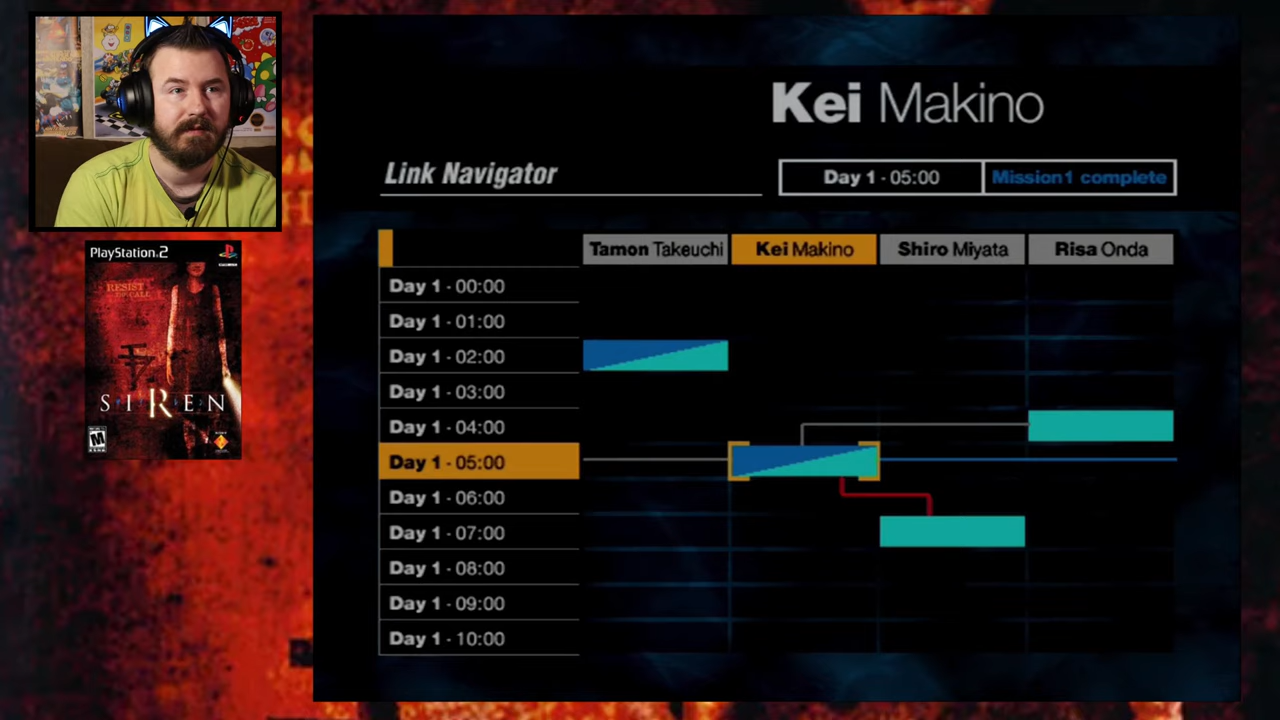 Kei Makino
Link Navigator
Day 1 - 05:00
Mission1 complete
Tamon Takeuchi
Kei Makino
Shiro Miyata
Risa Onda
Day 1 - 00:00
Day 1 - 01:00
Day 1 - 02:00
Day 1 - 03:00
Day 1 - 04:00
Day 1 - 05:00
Day 1 - 06:00
Day 1 - 07:00
Day 1 - 08:00
Day 1 - 09:00
Day 1 - 10:00
PlayStation.2
RESIST
THE CALL
SIREN
M